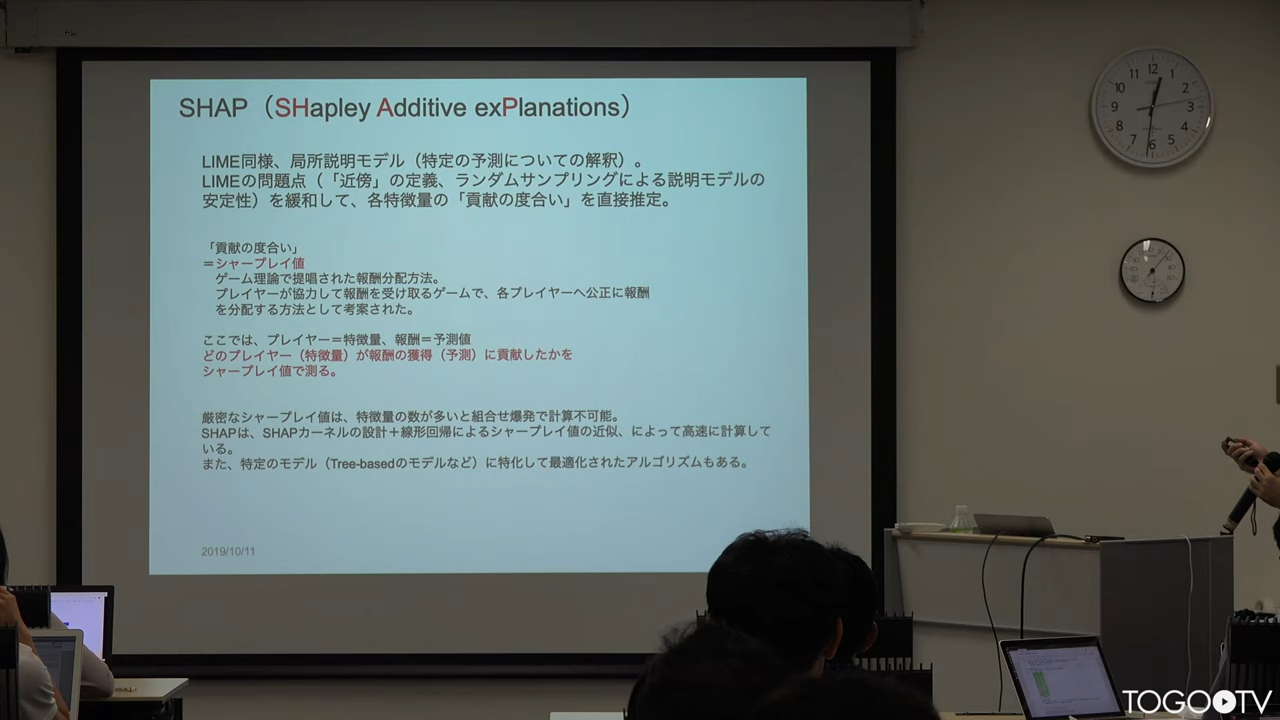 SHAP（SHapley Additive exPlanations）
LIME同様、局所説明モデル（特定の予測についての解釈）。
LIMEの問題点（「近傍」の定義、ランダムサンプリングによる説明モデルの
安定性）を緩和して、各特徴量の「貢献の度合い」を直接推定。
「貢献の度合い」
＝シャープレイ値
ゲーム理論で提唱された報酬分配方法。
プレイヤーが協力して報酬を受け取るゲームで、各プレイヤーへ公正に報酬
を分配する方法として考案された。
ここでは、プレイヤー＝特徴量、報酬＝予測値
どのプレイヤー（特徴量）が報酬の獲得（予測）に貢献したかを
シャープレイ値で測る。
厳密なシャープレイ値は、特徴量の数が多いと組合せ爆発で計算不可能。
SHAPは、SHAPカーネルの設計＋線形回帰によるシャープレイ値の近似、によって高速に計算して
いる。
また、特定のモデル（Tree-basedのモデルなど）に特化して最適化されたアルゴリズムもある。
2019/10/11
12
1
2
3
4
5
6
7
8
9
10
11
TOGO TV